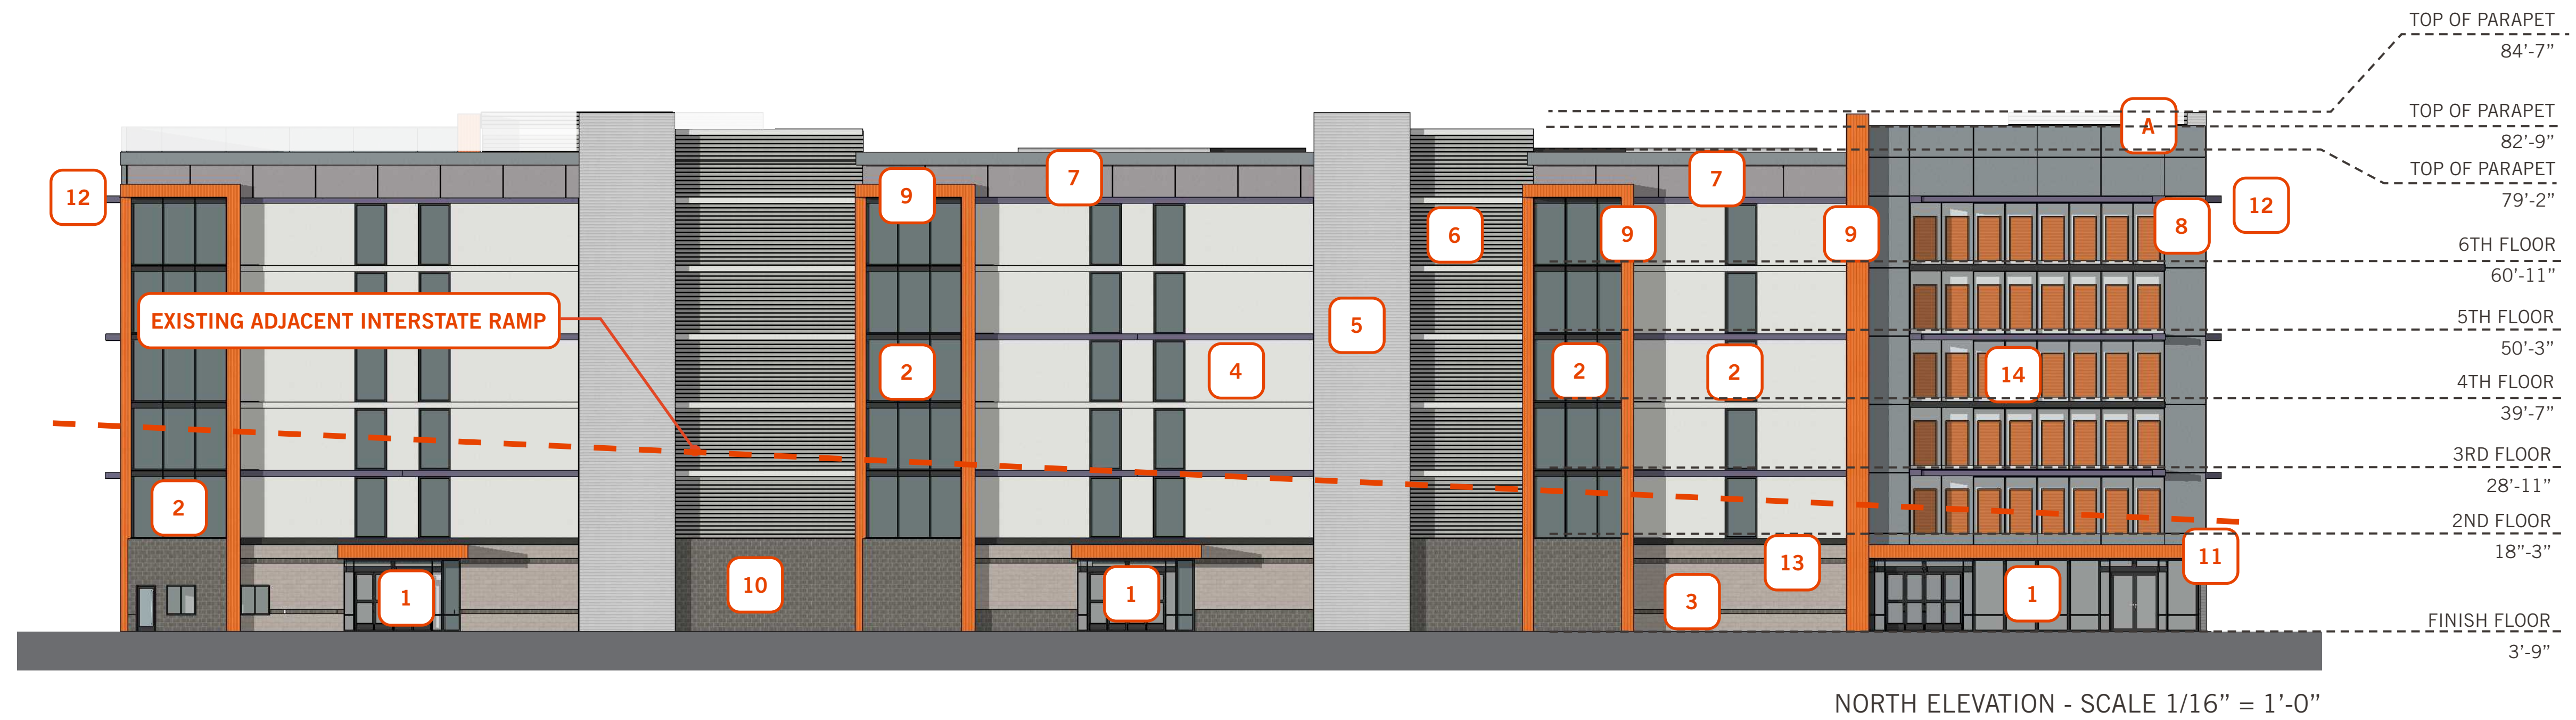 TOP OF PARAPET
84’-7”
TOP OF PARAPET
82’-9”
TOP OF PARAPET
79’-2”
6TH FLOOR
60’-11”
5TH FLOOR
50’-3”
4TH FLOOR
39’-7”
3RD FLOOR
28’-11”
2ND FLOOR
18”-3”
FINISH FLOOR
3’-9”
A
12
9
7
7
9
9
8
12
6
EXISTING ADJACENT INTERSTATE RAMP
5
2
4
2
2
14
2
10
1
1
3
13
1
11
NORTH ELEVATION - SCALE 1/16” = 1’-0”